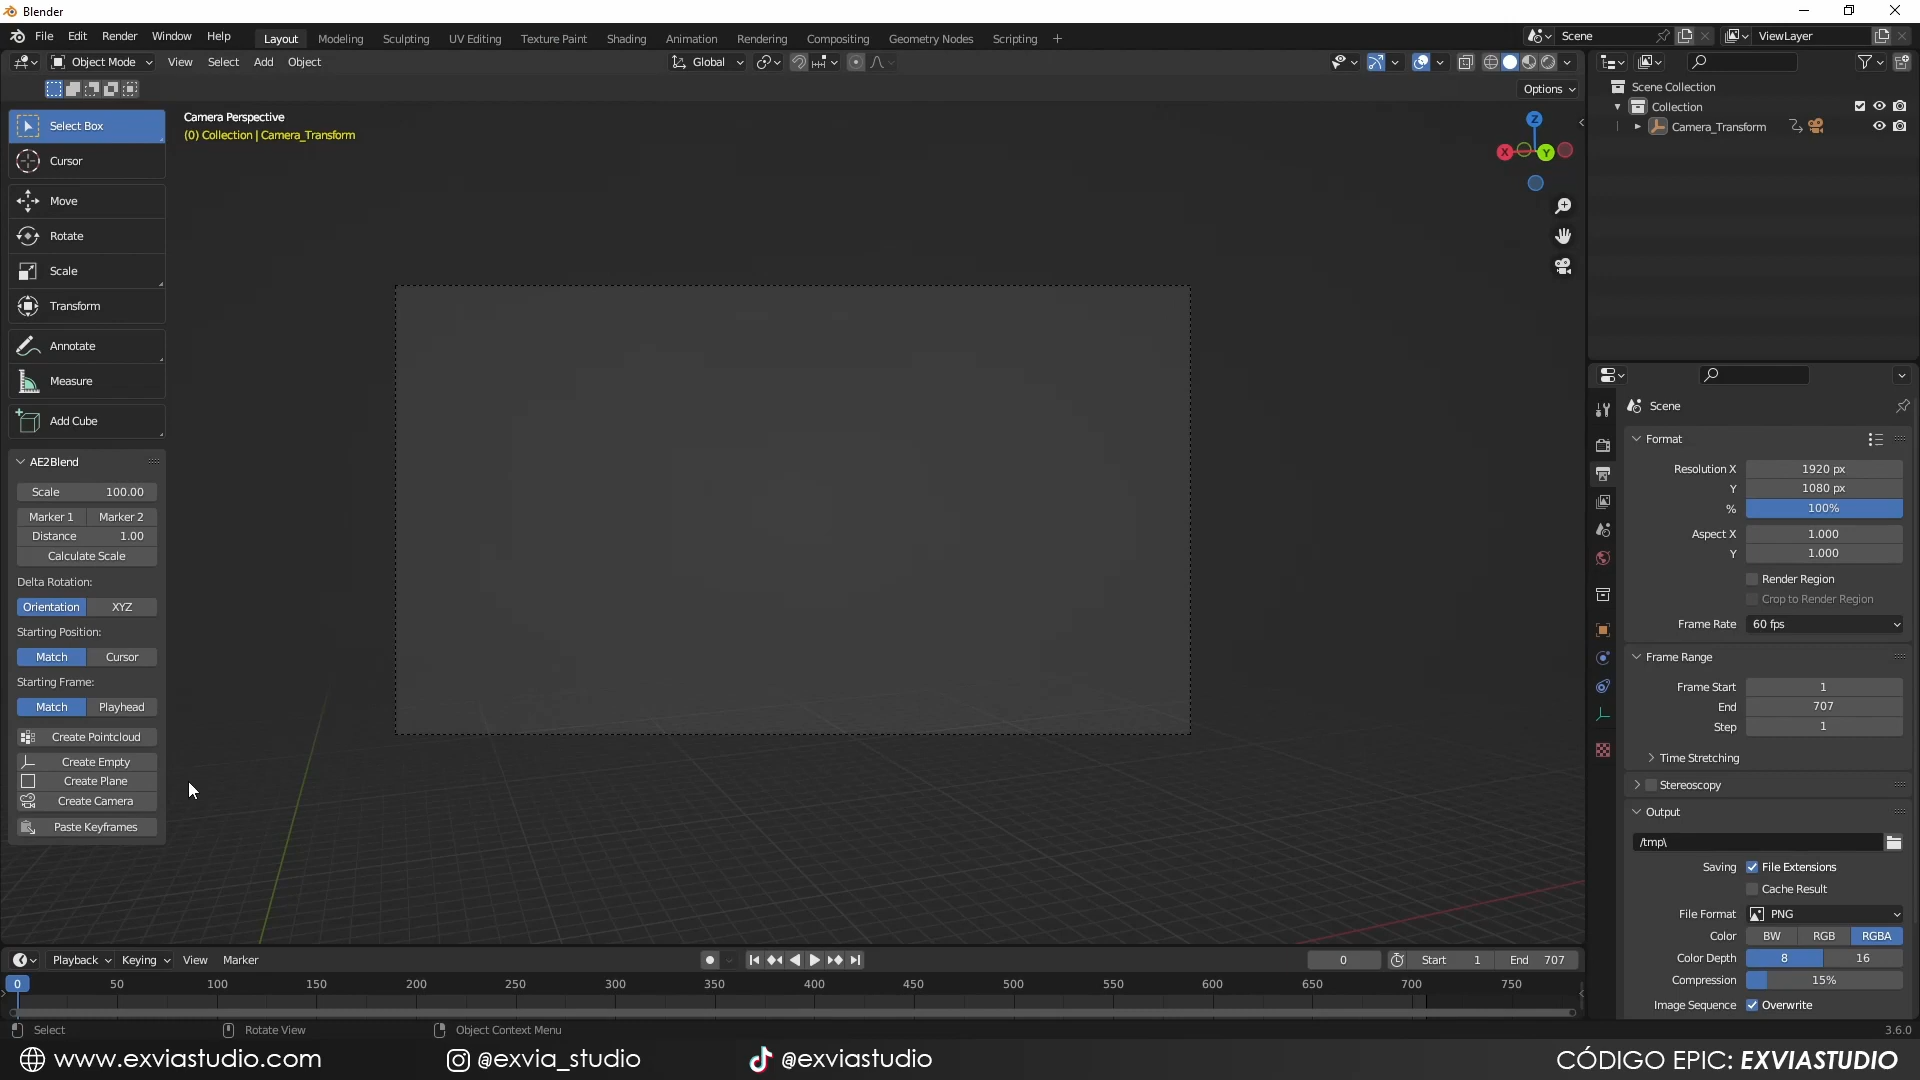 Blender
File Edit Render Window Help
Layout Modeling Sculpting UV Editing Texture Paint Shading Animation Rendering Compositing Geometry Nodes Scripting +
Scene
ViewLayer
Object Mode View Select Add Object
Global
Options
Select Box
Cursor
Move
Rotate
Scale
Transform
Annotate
Measure
Add Cube
Camera Perspective
(0) Collection | Camera_Transform
Z
X
Y
Scene Collection
Collection
Camera_Transform
AE2Blend
Scale 100.00
Marker 1 Marker 2
Distance 1.00
Calculate Scale
Delta Rotation:
Orientation XYZ
Starting Position:
Match Cursor
Starting Frame:
Match Playhead
Create Pointcloud
Create Empty
Create Plane
Create Camera
Paste Keyframes
Scene
Format
Resolution X 1920 px
Y 1080 px
% 100%
Aspect X 1.000
Y 1.000
Render Region
Crop to Render Region
Frame Rate 60 fps
Frame Range
Frame Start 1
End 707
Step 1
Time Stretching
Stereoscopy
Output
/tmp\
Saving File Extensions
Cache Result
File Format PNG
Color BW RGB RGBA
Color Depth 8 16
Compression 15%
Image Sequence Overwrite
Playback Keying View Marker
0 Start 1 End 707
0 50 100 150 200 250 300 350 400 450 500 550 600 650 700 750
Select Rotate View Object Context Menu
3.6.0
www.exviastudio.com @exvia_studio @exviastudio CÓDIGO EPIC: EXVIASTUDIO